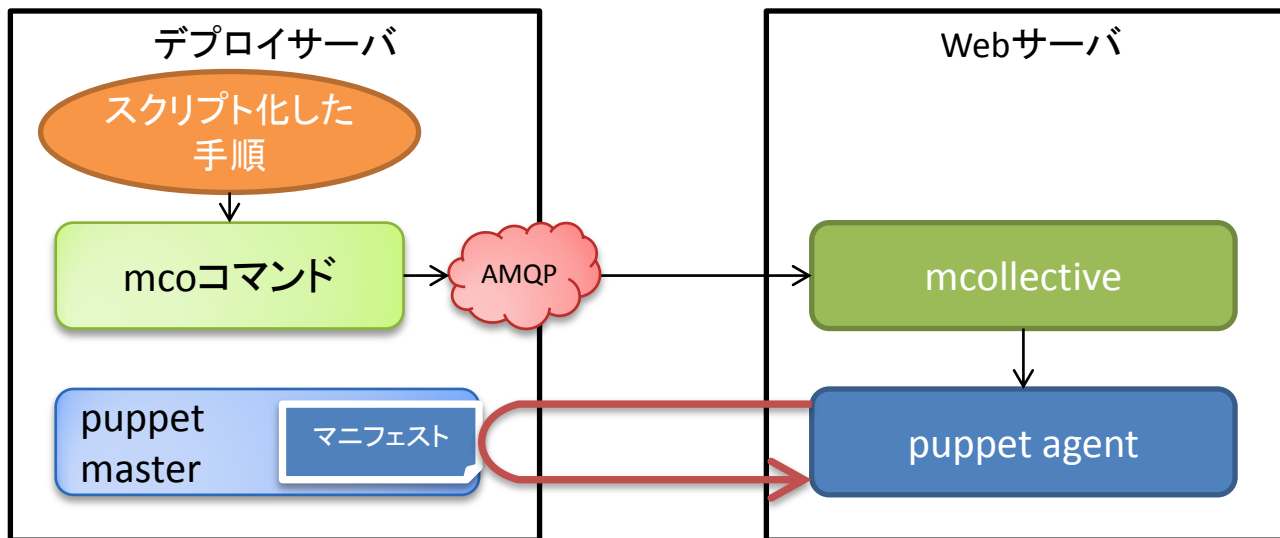 デプロイサーバ
スクリプト化した
手順
mcoコマンド
AMQP
puppet
master
マニフェスト
Webサーバ
mcollective
puppet agent